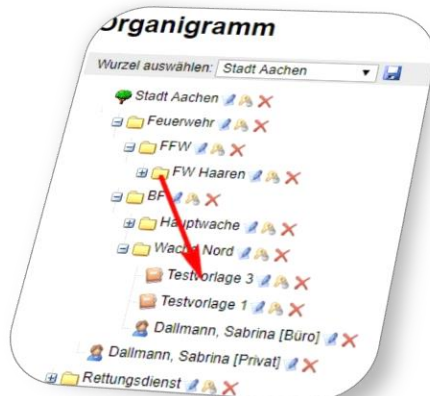 Organigramm
Wurzel auswählen: Stadt Aachen
Stadt Aachen
Feuerwehr
FFW
FW Haaren
BF
Hauptwache
Wache Nord
Testvorlage 3
Testvorlage 1
Dallmann, Sabrina [Büro]
Dallmann, Sabrina [Privat]
Rettungsdienst